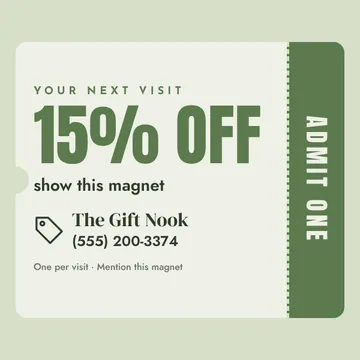 YOUR NEXT VISIT
15% OFF
show this magnet
The Gift Nook
(555) 200-3374
One per visit · Mention this magnet
ADMIT ONE